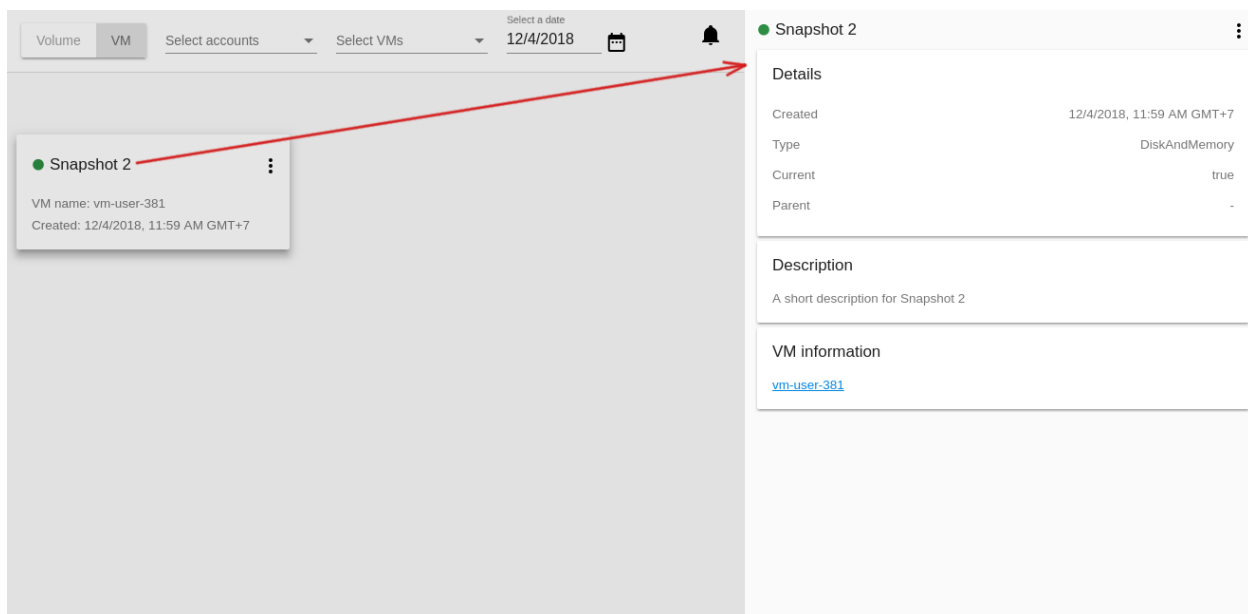 Volume VM Select accounts Select VMs Select a date
12/4/2018
Snapshot 2
VM name: vm-user-381
Created: 12/4/2018, 11:59 AM GMT+7
Snapshot 2
Details
Created 12/4/2018, 11:59 AM GMT+7
Type DiskAndMemory
Current true
Parent -
Description
A short description for Snapshot 2
VM information
vm-user-381